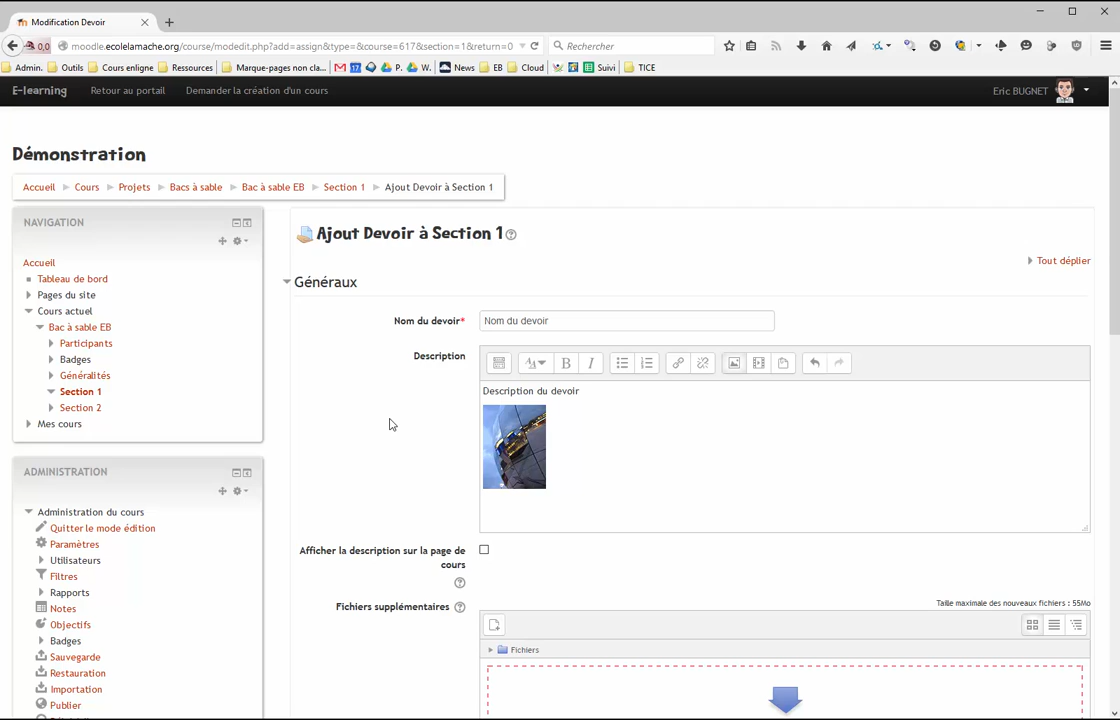 Modification Devoir
0,0
moodle.ecolelamache.org/course/modedit.php?add=assign&type=&course=617&section=1&return=0
Rechercher
Admin.
Outils
Cours enligne
Ressources
Marque-pages non cla...
17
P.
W.
News
EB
Cloud
Suivi
TICE
E-learning
Retour au portail
Demander la création d'un cours
Eric BUGNET
Démonstration
Accueil
Cours
Projets
Bacs à sable
Bac à sable EB
Section 1
Ajout Devoir à Section 1
NAVIGATION
Accueil
Tableau de bord
Pages du site
Cours actuel
Bac à sable EB
Participants
Badges
Généralités
Section 1
Section 2
Mes cours
ADMINISTRATION
Administration du cours
Quitter le mode édition
Paramètres
Utilisateurs
Filtres
Rapports
Notes
Objectifs
Badges
Sauvegarde
Restauration
Importation
Publier
Ajout Devoir à Section 1
Tout déplier
Généraux
Nom du devoir*
Nom du devoir
Description
Description du devoir
Afficher la description sur la page de
cours
Fichiers supplémentaires
Taille maximale des nouveaux fichiers : 55Mo
Fichiers